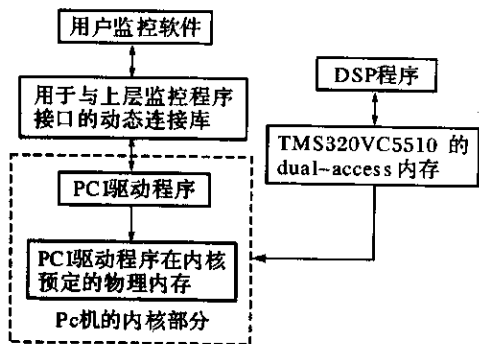 用户监控软件
用于与上层监控程序
接口的动态连接库
PCI驱动程序
PCI驱动程序在内核
预定的物理内存
Pc机的内核部分
DSP程序
TMS320VC5510 的
dual-access 内存